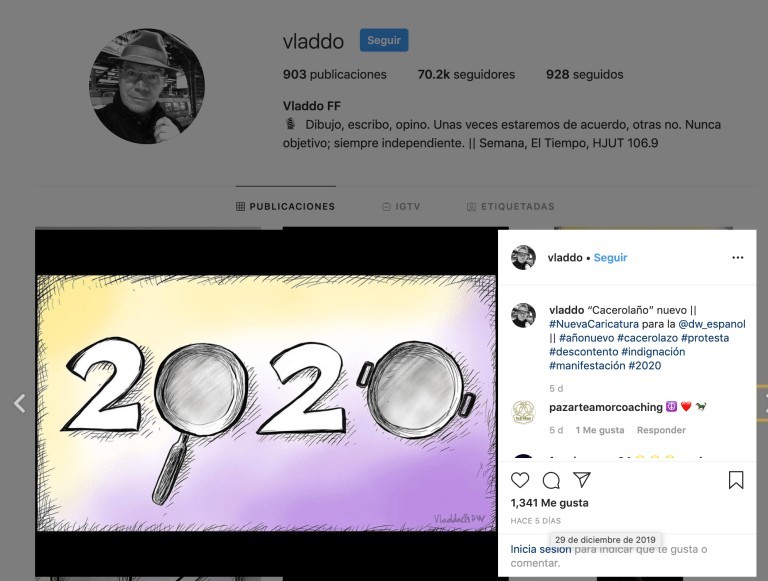 vladdo Seguir
903 publicaciones 70.2k seguidores 928 seguidos
Vladdo FF
Dibujo, escribo, opino. Unas veces estaremos de acuerdo, otras no. Nunca
objetivo; siempre independiente. || Semana, El Tiempo, HJUT 106.9
PUBLICACIONES IGTV ETIQUETADAS
2020
Vladdo
DW
vladdo • Seguir
vladdo “Cacerolaño” nuevo ||
#NuevaCaricatura para la @dw_espanol
|| #añonuevo #cacerolazo #protesta
#descontento #indignación
#manifestación #2020
5 d
pazarteamorcoaching
5 d 1 Me gusta Responder
1,341 Me gusta
HACE 5 DÍAS
29 de diciembre de 2019
Inicia sesión para indicar que te gusta o
comentar.